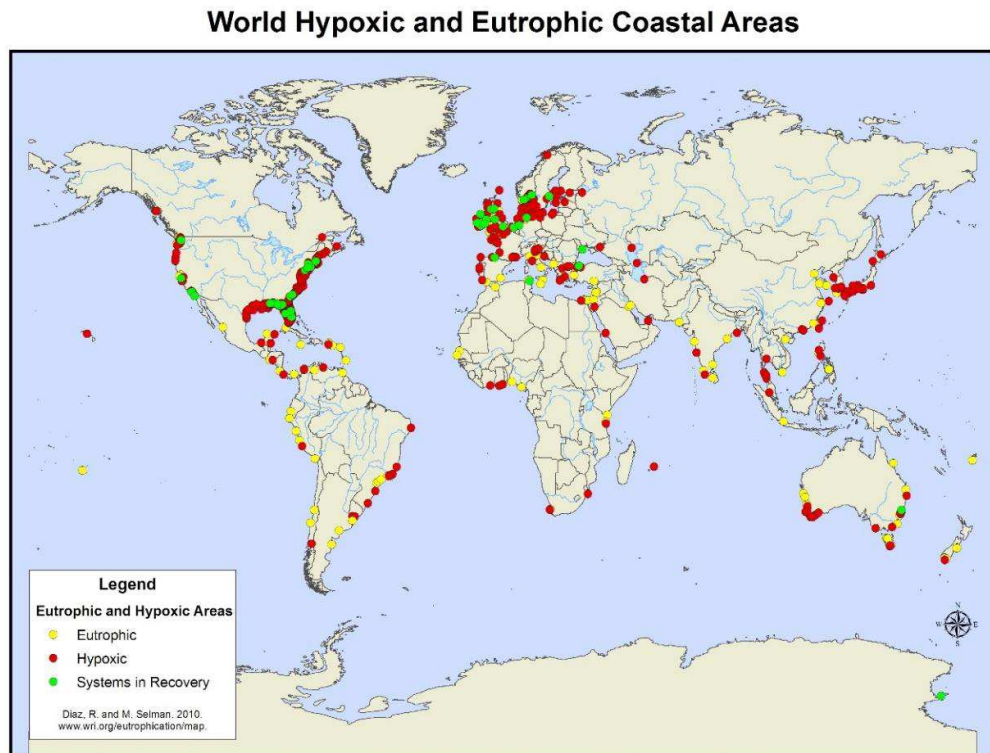 World Hypoxic and Eutrophic Coastal Areas
Legend
Eutrophic and Hypoxic Areas
Eutrophic
Hypoxic
Systems in Recovery
Diaz, R. and M. Selman. 2010.
www.wri.org/eutrophication/map.
N
W
E
S